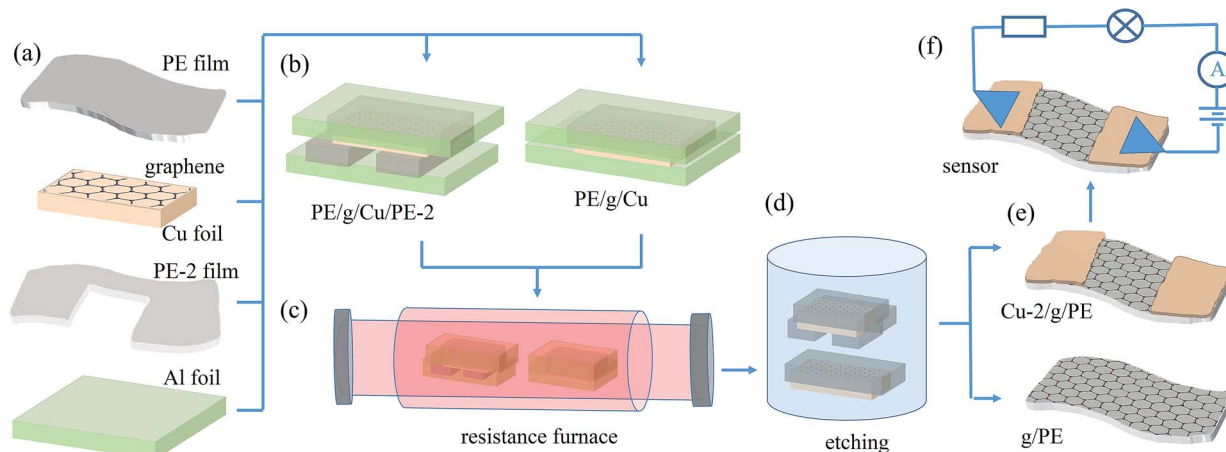 (a)
PE film
graphene
Cu foil
PE-2 film
Al foil
(b)
PE/g/Cu/PE-2
PE/g/Cu
(c)
resistance furnace
(d)
etching
(e)
Cu-2/g/PE
g/PE
(f)
A
sensor